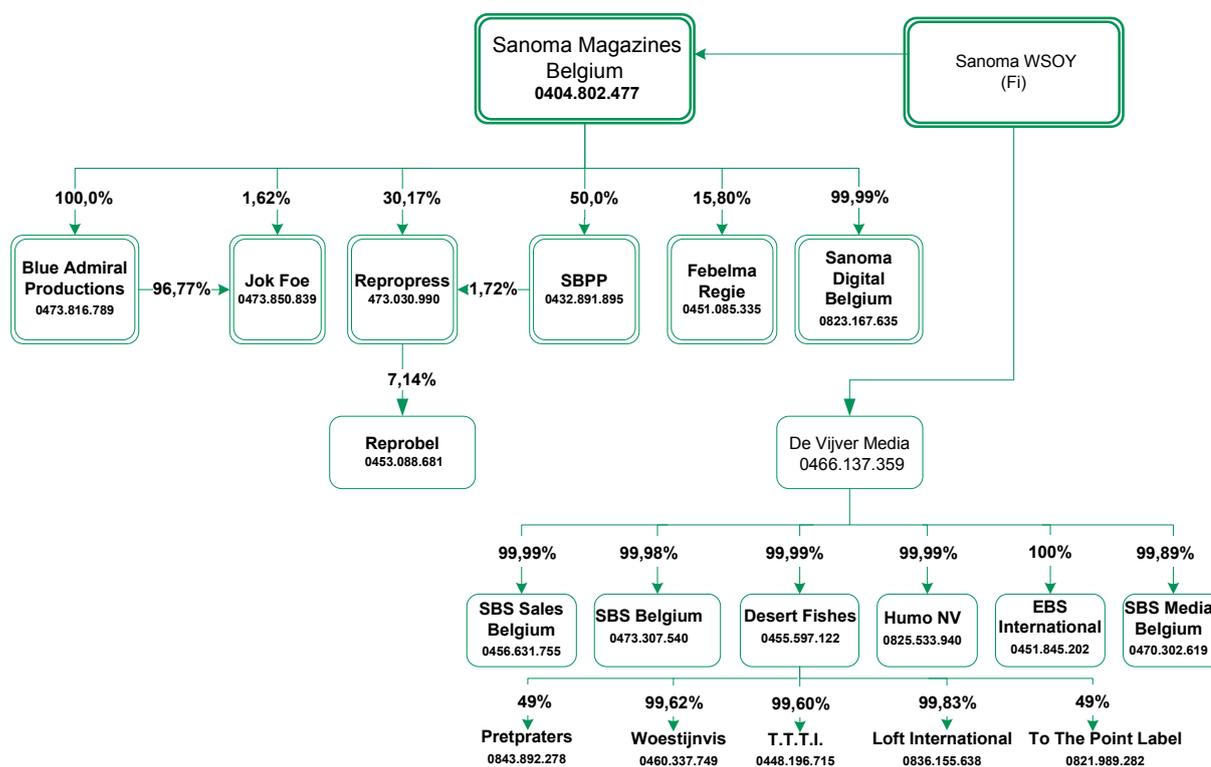 Sanoma Magazines
Belgium
0404.802.477
Sanoma WSOY
(Fi)
100,0%
1,62%
30,17%
50,0%
15,80%
99,99%
Blue Admiral
Productions
0473.816.789
96,77%
Jok Foe
0473.850.839
Repropress
473.030.990
1,72%
SBPP
0432.891.895
Febelma
Regie
0451.085.335
Sanoma
Digital
Belgium
0823.167.635
7,14%
Reprobel
0453.088.681
De Vijver Media
0466.137.359
99,99%
99,98%
99,99%
99,99%
100%
99,89%
SBS Sales
Belgium
0456.631.755
SBS Belgium
0473.307.540
Desert Fishes
0455.597.122
Humo NV
0825.533.940
EBS
International
0451.845.202
SBS Media
Belgium
0470.302.619
49%
99,62%
99,60%
99,83%
49%
Pretpraters
0843.892.278
Woestijnvis
0460.337.749
T.T.T.I.
0448.196.715
Loft International
0836.155.638
To The Point Label
0821.989.282